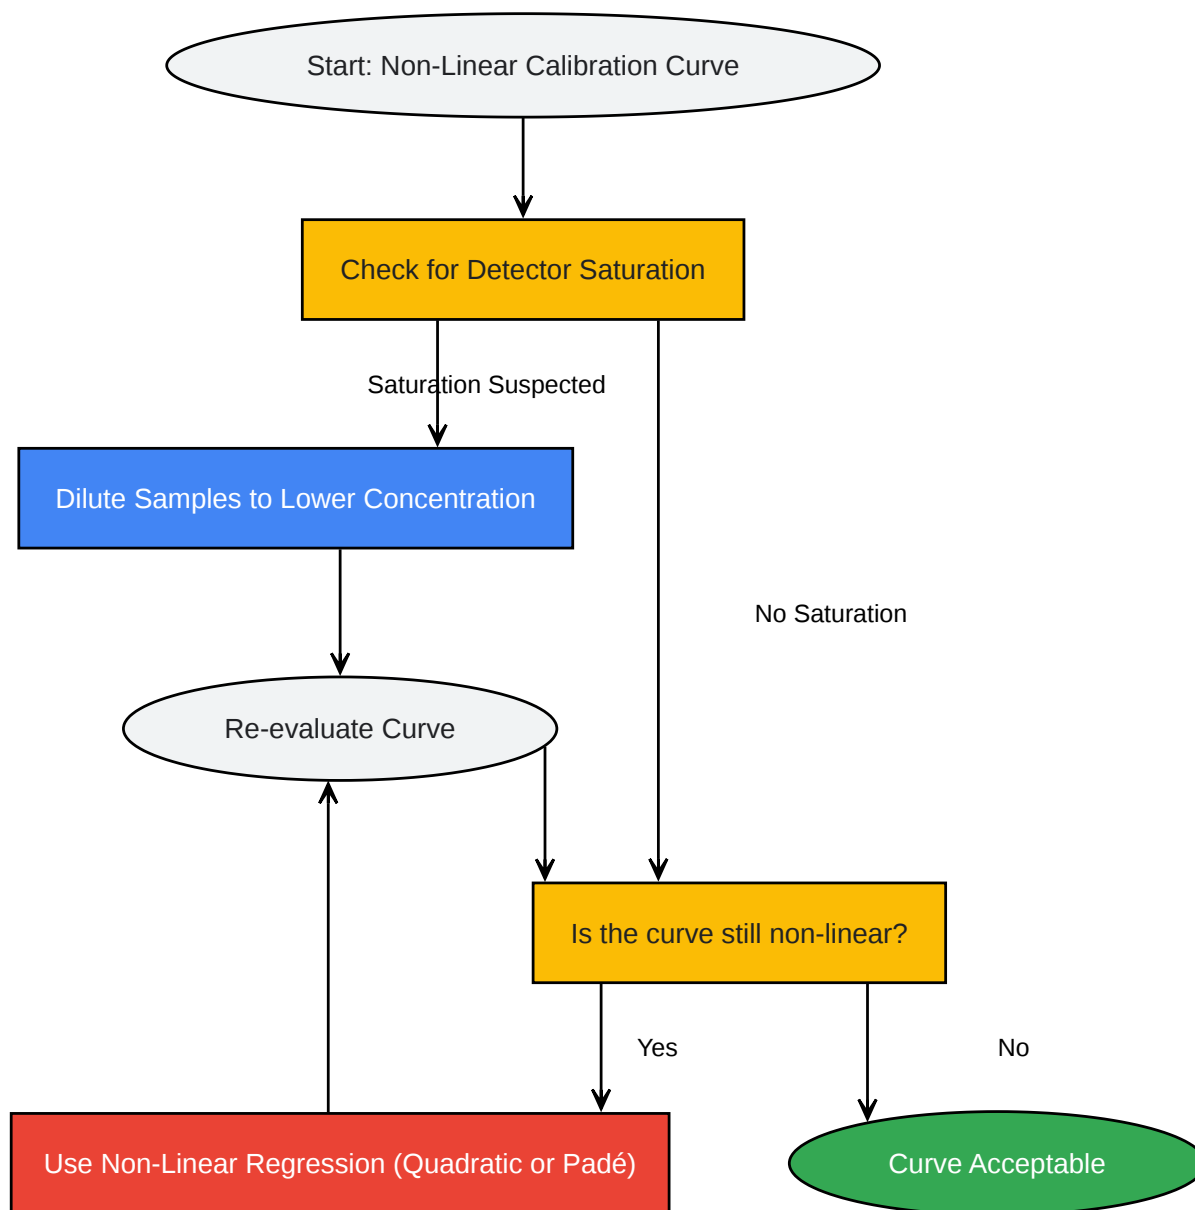 Start: Non-Linear Calibration Curve
Check for Detector Saturation
Saturation Suspected
Dilute Samples to Lower Concentration
No Saturation
Re-evaluate Curve
Is the curve still non-linear?
Yes
No
Use Non-Linear Regression (Quadratic or Padé)
Curve Acceptable